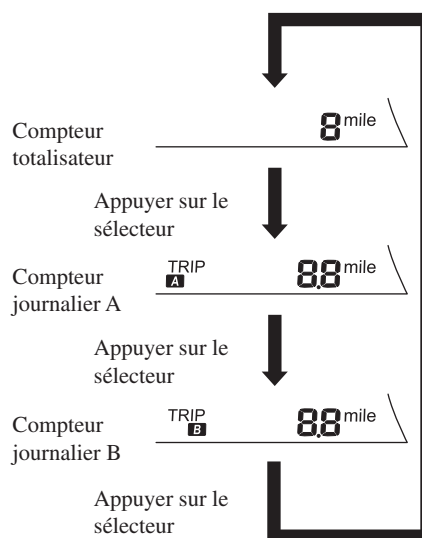 8 mile
Compteur
totalisateur
Appuyer sur le
sélecteur
TRIP
A
8.8 mile
Compteur
journalier A
Appuyer sur le
sélecteur
TRIP
B
8.8 mile
Compteur
journalier B
Appuyer sur le
sélecteur